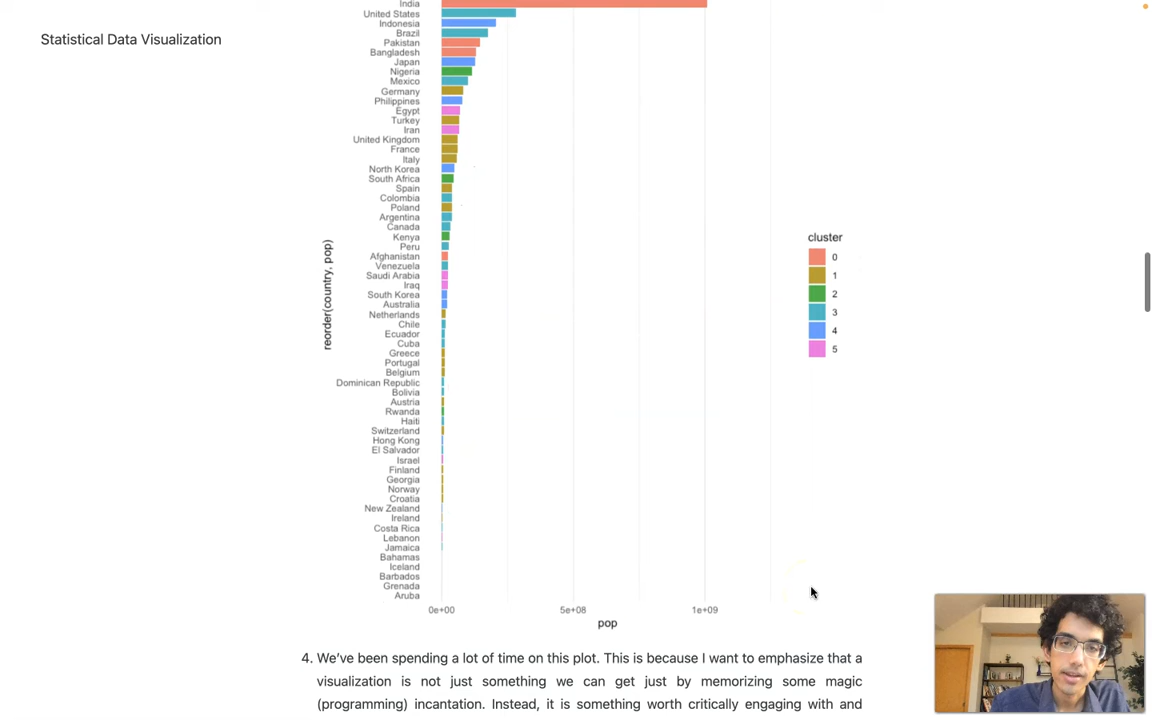 Statistical Data Visualization
India
United States
Indonesia
Brazil
Pakistan
Bangladesh
Japan
Nigeria
Mexico
Germany
Philippines
Egypt
Turkey
Iran
United Kingdom
France
Italy
North Korea
South Africa
Spain
Colombia
Poland
Argentina
Canada
Kenya
Peru
Afghanistan
Venezuela
Saudi Arabia
Iraq
South Korea
Australia
Netherlands
Chile
Ecuador
Cuba
Greece
Portugal
Belgium
Dominican Republic
Bolivia
Austria
Rwanda
Haiti
Switzerland
Hong Kong
El Salvador
Israel
Finland
Georgia
Norway
Croatia
New Zealand
Ireland
Costa Rica
Lebanon
Jamaica
Bahamas
Iceland
Barbados
Grenada
Aruba
reorder(country, pop)
0e+00 5e+08 1e+09
pop
cluster
0
1
2
3
4
5
4. We've been spending a lot of time on this plot. This is because I want to emphasize that a
visualization is not just something we can get just by memorizing some magic
(programming) incantation. Instead, it is something worth critically engaging with and